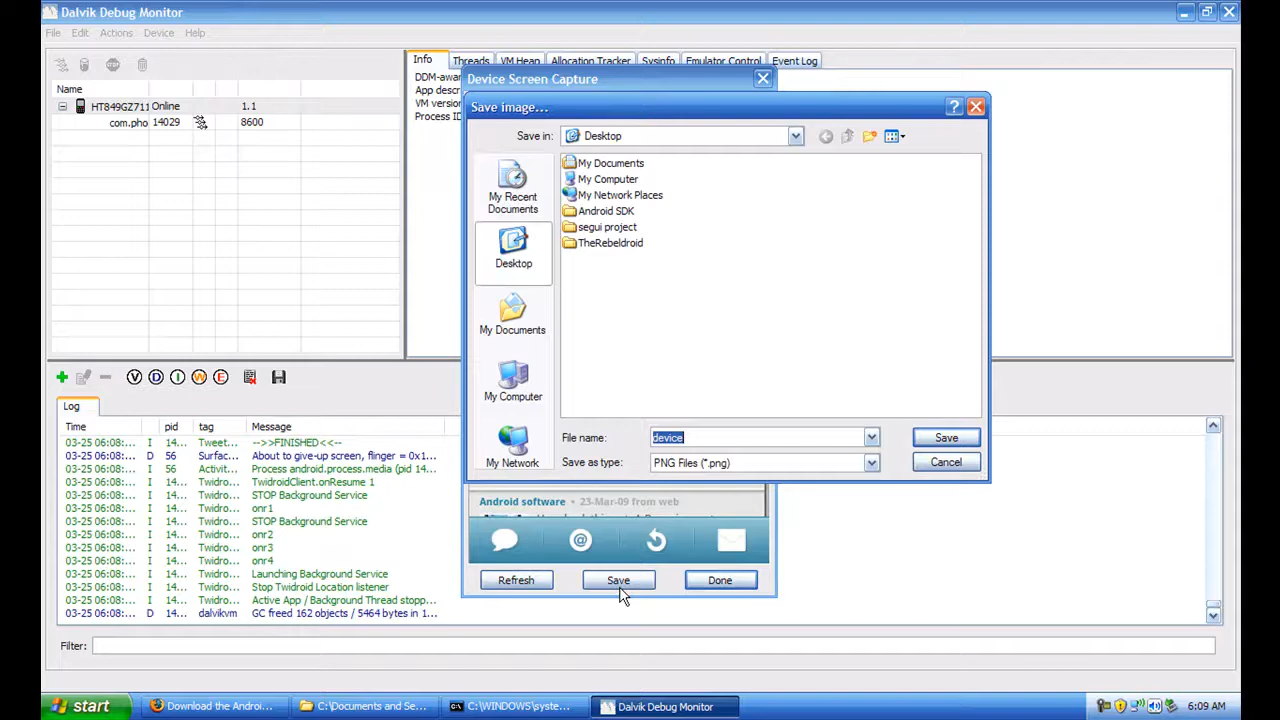 Dalvik Debug Monitor
File Edit Actions Device Help
Info Threads VM Heap Allocation Tracker Sysinfo Emulator Control Event Log
Name
HT849GZ711 Online 1.1
com.pho 14029 8600
DDM-awa
App descr
VM versio
Process ID
Device Screen Capture
Save image...
Save in: Desktop
My Recent Documents
Desktop
My Documents
My Computer
My Network
My Documents
My Computer
My Network Places
Android SDK
segui project
TheRebeldroid
File name: device Save
Save as type: PNG Files (*.png) Cancel
Android software • 23-Mar-09 from web
@
Refresh Save Done
V D I W E
Log
Time pid tag Message
03-25 06:08:... I 14... Tweet... -->>FINISHED<<--
03-25 06:08:... D 56 Surfac... About to give-up screen, flinger = 0x1...
03-25 06:08:... I 56 Activit... Process android.process.media (pid 14...
03-25 06:08:... I 14... Twidro... TwidroidClient.onResume 1
03-25 06:08:... I 14... Twidro... STOP Background Service
03-25 06:08:... I 14... Twidro... onr1
03-25 06:08:... I 14... Twidro... STOP Background Service
03-25 06:08:... I 14... Twidro... onr2
03-25 06:08:... I 14... Twidro... onr3
03-25 06:08:... I 14... Twidro... onr4
03-25 06:08:... I 14... Twidro... Launching Background Service
03-25 06:08:... I 14... Twidro... Stop Twidroid Location listener
03-25 06:08:... I 14... Twidro... Active App / Background Thread stopp...
03-25 06:08:... D 14... dalvikvm GC freed 162 objects / 5464 bytes in 1...
Filter:
start Download the Androi... C:\Documents and Se... C:\WINDOWS\syste... Dalvik Debug Monitor 6:09 AM